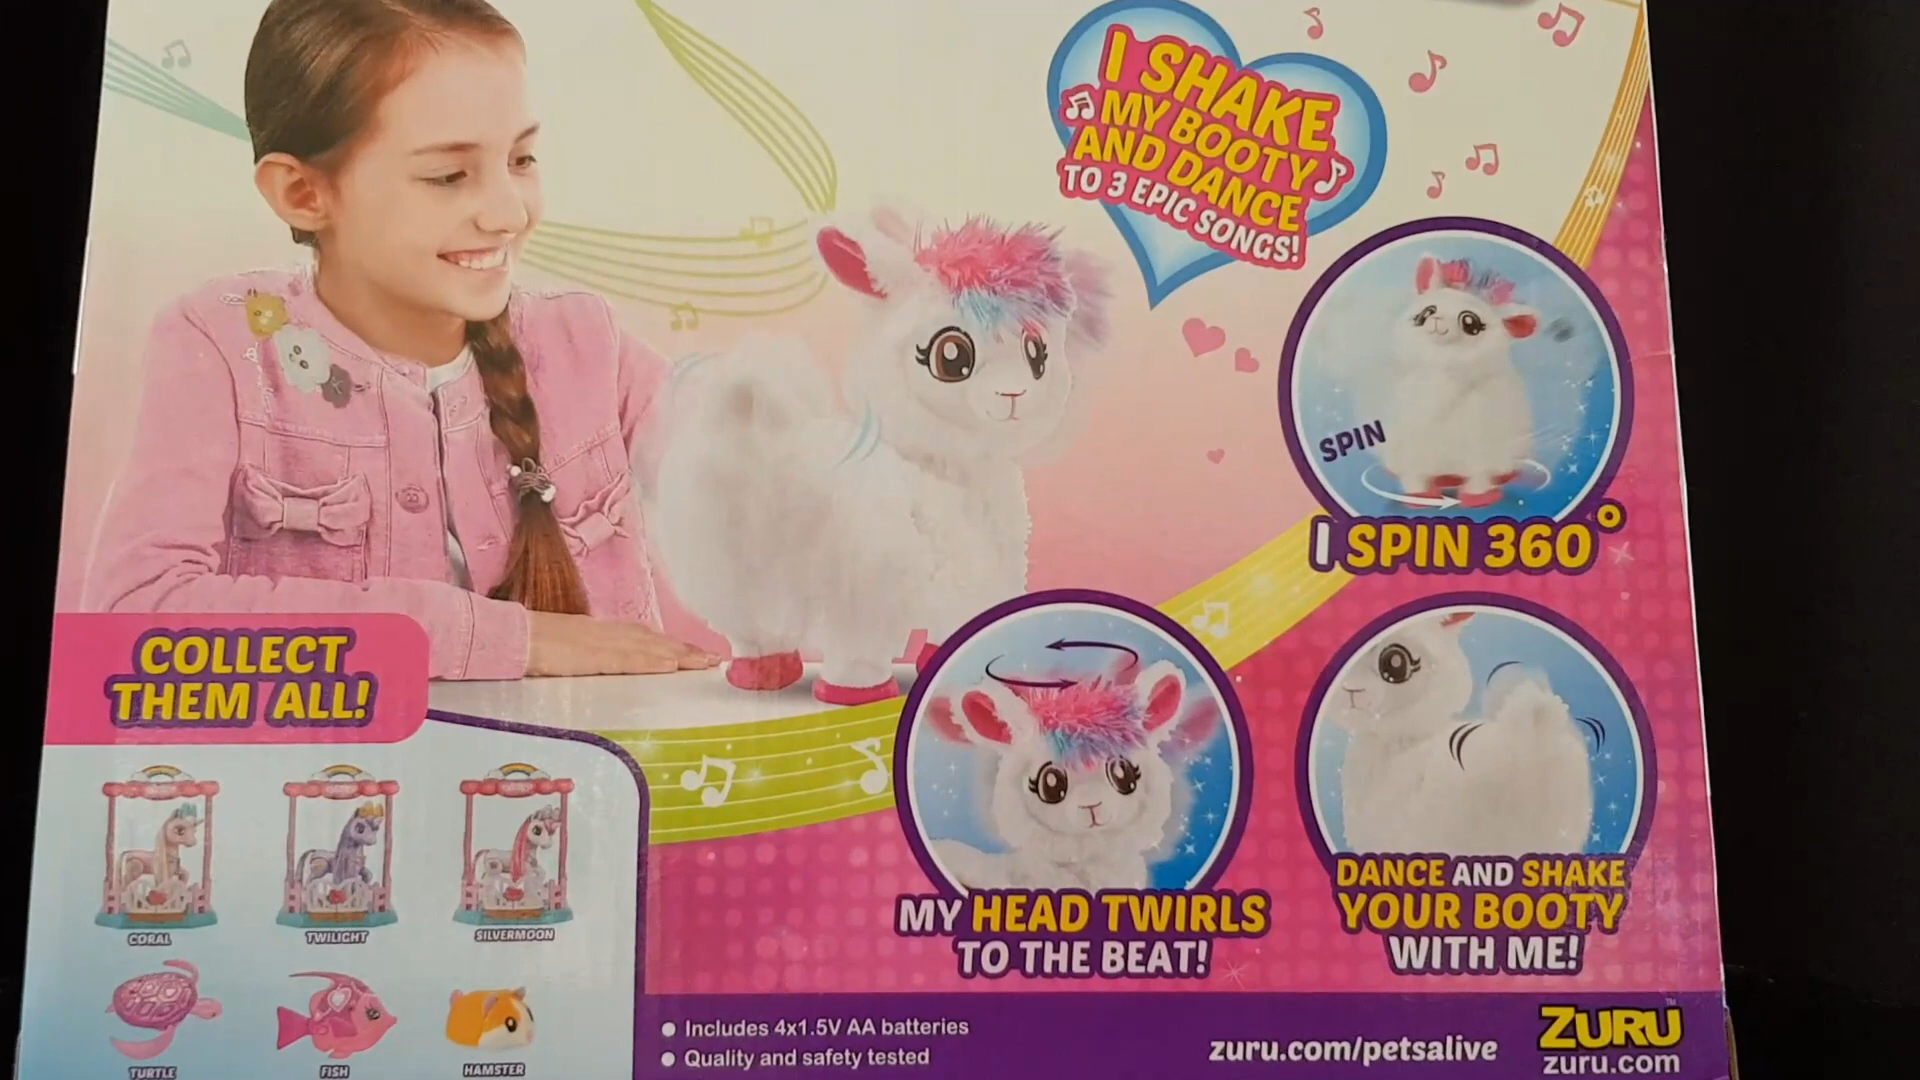 I SHAKE
MY BOOTY
AND DANCE
TO 3 EPIC SONGS!
SPIN
I SPIN 360°
COLLECT
THEM ALL!
CORAL
TWILIGHT
SILVERMOON
TURTLE
FISH
HAMSTER
MY HEAD TWIRLS
TO THE BEAT!
DANCE AND SHAKE
YOUR BOOTY
WITH ME!
• Includes 4x1.5V AA batteries
• Quality and safety tested
zuru.com/petsalive
ZURU™
zuru.com